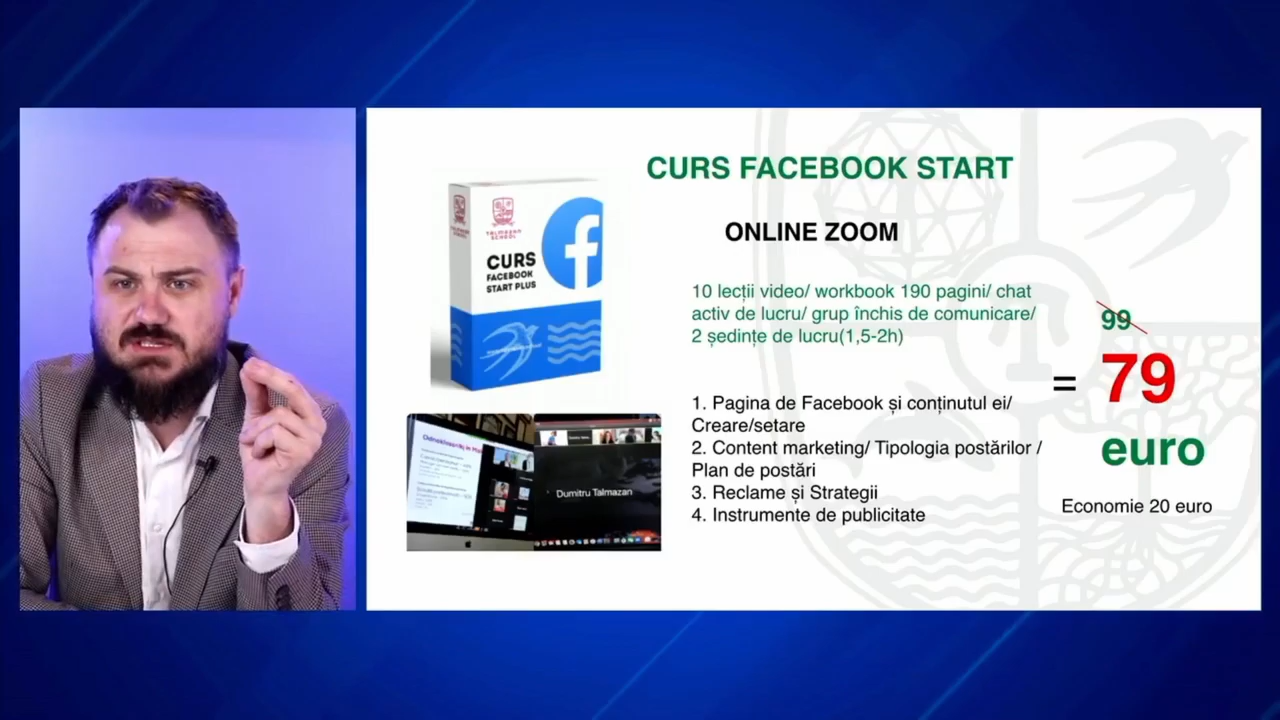 CURS FACEBOOK START
ONLINE ZOOM
TALMAZAN
SCHOOL
CURS
FACEBOOK
START PLUS
10 lecții video/ workbook 190 pagini/ chat
activ de lucru/ grup închis de comunicare/
2 ședințe de lucru(1,5-2h)
99
= 79
euro
Economie 20 euro
1. Pagina de Facebook și conținutul ei/
Creare/setare
2. Content marketing/ Tipologia postărilor /
Plan de postări
3. Reclame și Strategii
4. Instrumente de publicitate
Dumitru Talmazan